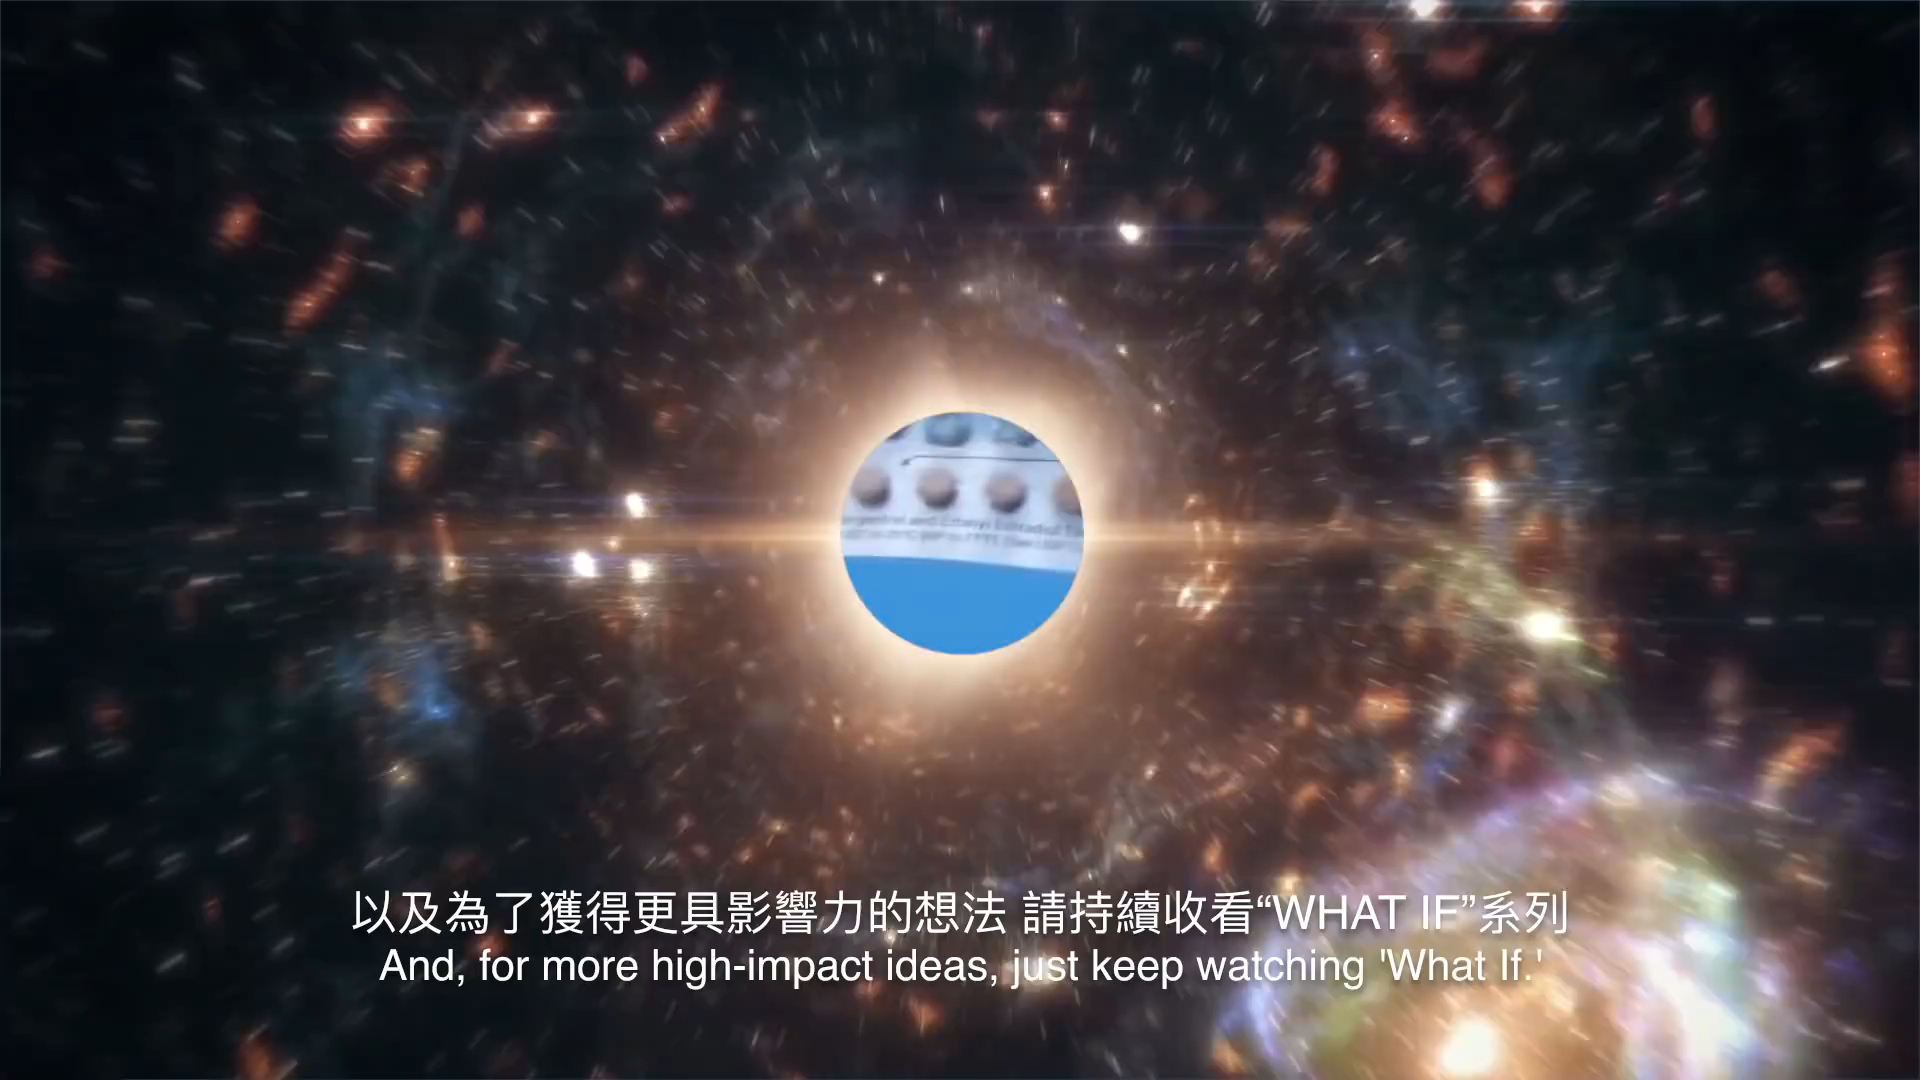 以及為了獲得更具影響力的想法 請持續收看“WHAT IF”系列
And, for more high-impact ideas, just keep watching 'What If.'